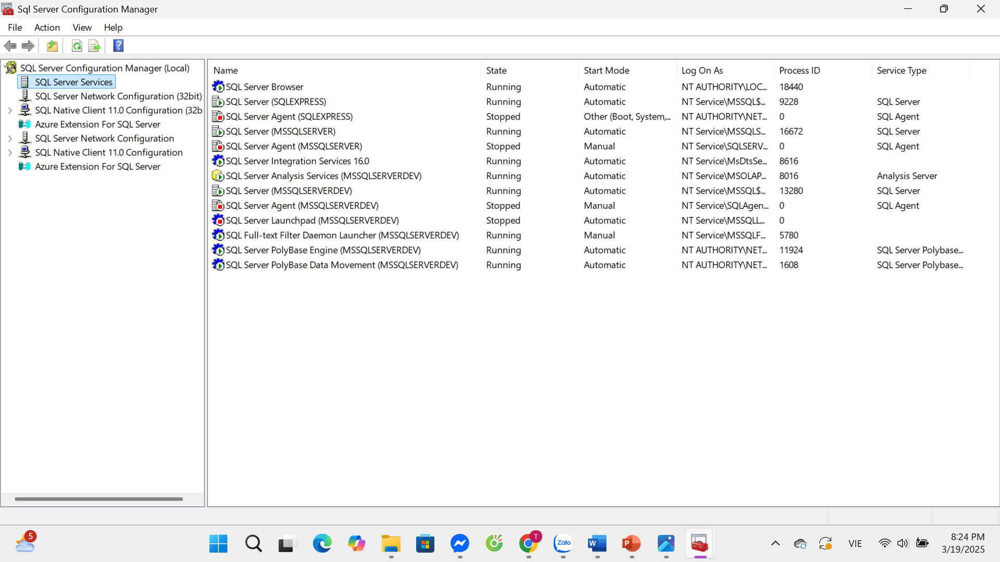 Sql Server Configuration Manager
File Action View Help
SQL Server Configuration Manager (Local)
SQL Server Services
SQL Server Network Configuration (32bit)
SQL Native Client 11.0 Configuration (32b
Azure Extension For SQL Server
SQL Server Network Configuration
SQL Native Client 11.0 Configuration
Azure Extension For SQL Server
Name State Start Mode Log On As Process ID Service Type
SQL Server Browser Running Automatic NT AUTHORITY\LOC... 18440
SQL Server (SQLEXPRESS) Running Automatic NT Service\MSSQL$... 9228 SQL Server
SQL Server Agent (SQLEXPRESS) Stopped Other (Boot, System,... NT AUTHORITY\NET... 0 SQL Agent
SQL Server (MSSQLSERVER) Running Automatic NT Service\MSSQLS... 16672 SQL Server
SQL Server Agent (MSSQLSERVER) Stopped Manual NT Service\SQLSERV... 0 SQL Agent
SQL Server Integration Services 16.0 Running Automatic NT Service\MsDtsSe... 8616
SQL Server Analysis Services (MSSQLSERVERDEV) Running Automatic NT Service\MSOLAP... 8016 Analysis Server
SQL Server (MSSQLSERVERDEV) Running Automatic NT Service\MSSQL$... 13280 SQL Server
SQL Server Agent (MSSQLSERVERDEV) Stopped Manual NT Service\SQLAgen... 0 SQL Agent
SQL Server Launchpad (MSSQLSERVERDEV) Stopped Automatic NT Service\MSSQLL... 0
SQL Full-text Filter Daemon Launcher (MSSQLSERVERDEV) Running Manual NT Service\MSSQLF... 5780
SQL Server PolyBase Engine (MSSQLSERVERDEV) Running Automatic NT AUTHORITY\NET... 11924 SQL Server Polybase...
SQL Server PolyBase Data Movement (MSSQLSERVERDEV) Running Automatic NT AUTHORITY\NET... 1608 SQL Server Polybase...
5
T
Zalo
W
P
VIE
8:24 PM
3/19/2025